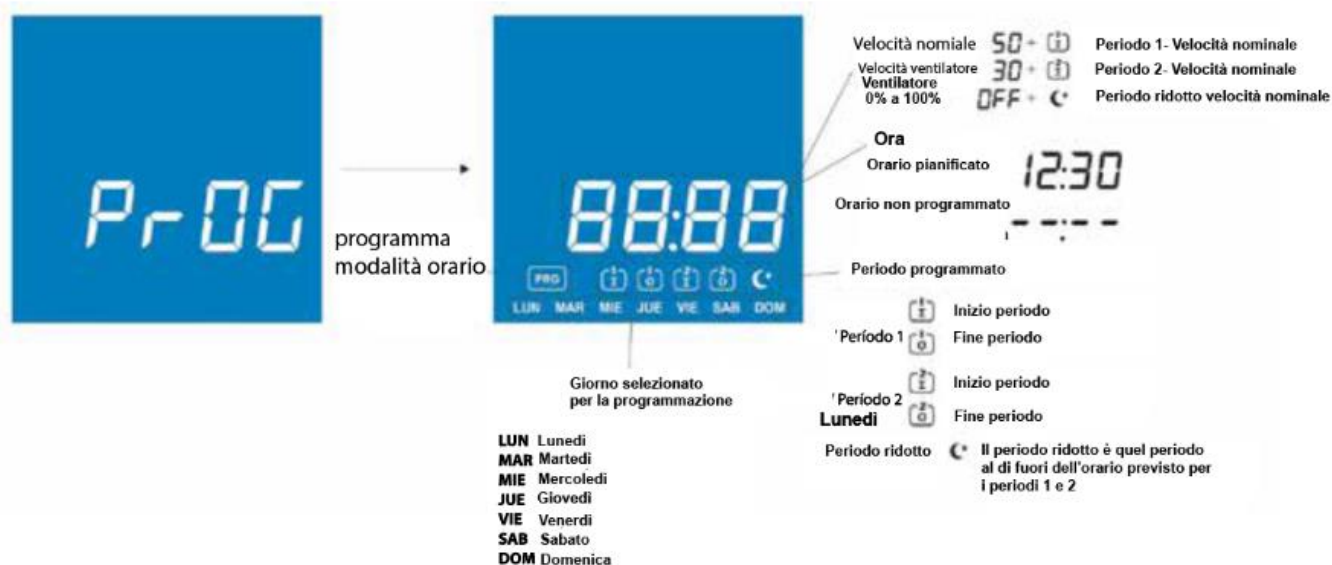 PrOG
programma
modalità orario
88:88
PRG
LUN MAR MIE JUE VIE SAB DOM
Giorno selezionato
per la programmazione
LUN Lunedi
MAR Martedi
MIE Mercoledi
JUE Giovedì
VIE Venerdì
SAB Sabato
DOM Domenica
Velocità nomiale 50 + Periodo 1- Velocità nominale
Velocità ventilatore 30 + Periodo 2- Velocità nominale
Ventilatore
0% a 100% OFF + Periodo ridotto velocità nominale
Ora
Orario pianificato 12:30
Orario non programmato --:--
Periodo programmato
Inizio periodo
'Período 1
Fine periodo
Inizio periodo
'Período 2
Lunedi
Fine periodo
Periodo ridotto Il periodo ridotto è quel periodo
al di fuori dell'orario previsto per
i periodi 1 e 2